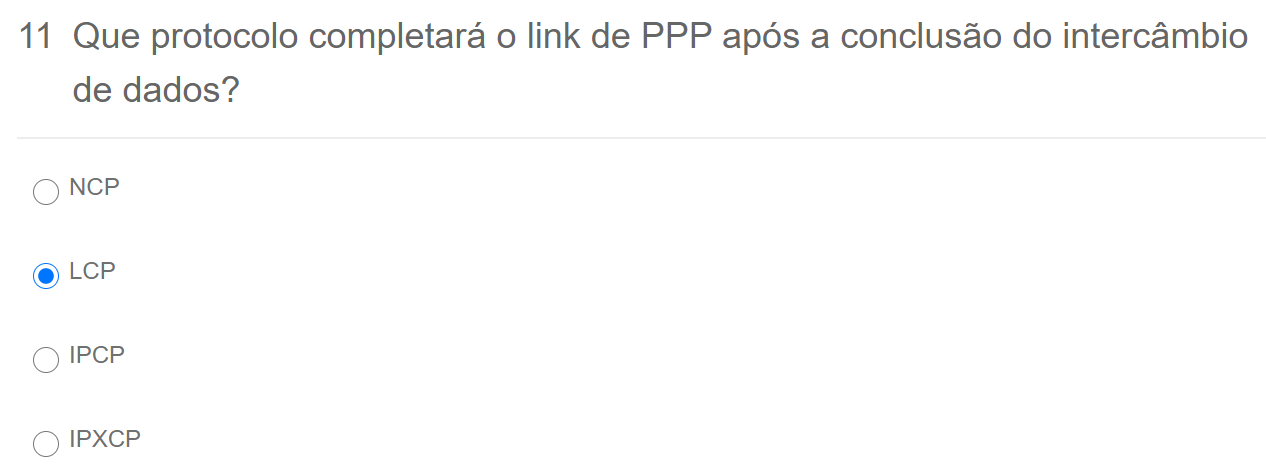 11 Que protocolo completará o link de PPP após a conclusão do intercâmbio
de dados?
NCP
LCP
IPCP
IPXCP